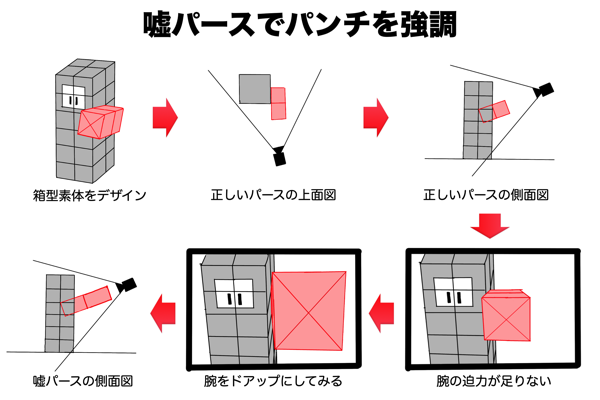 嘘パースでパンチを強調
箱型素体をデザイン
正しいパースの上面図
正しいパースの側面図
腕の迫力が足りない
腕をドアップにしてみる
嘘パースの側面図